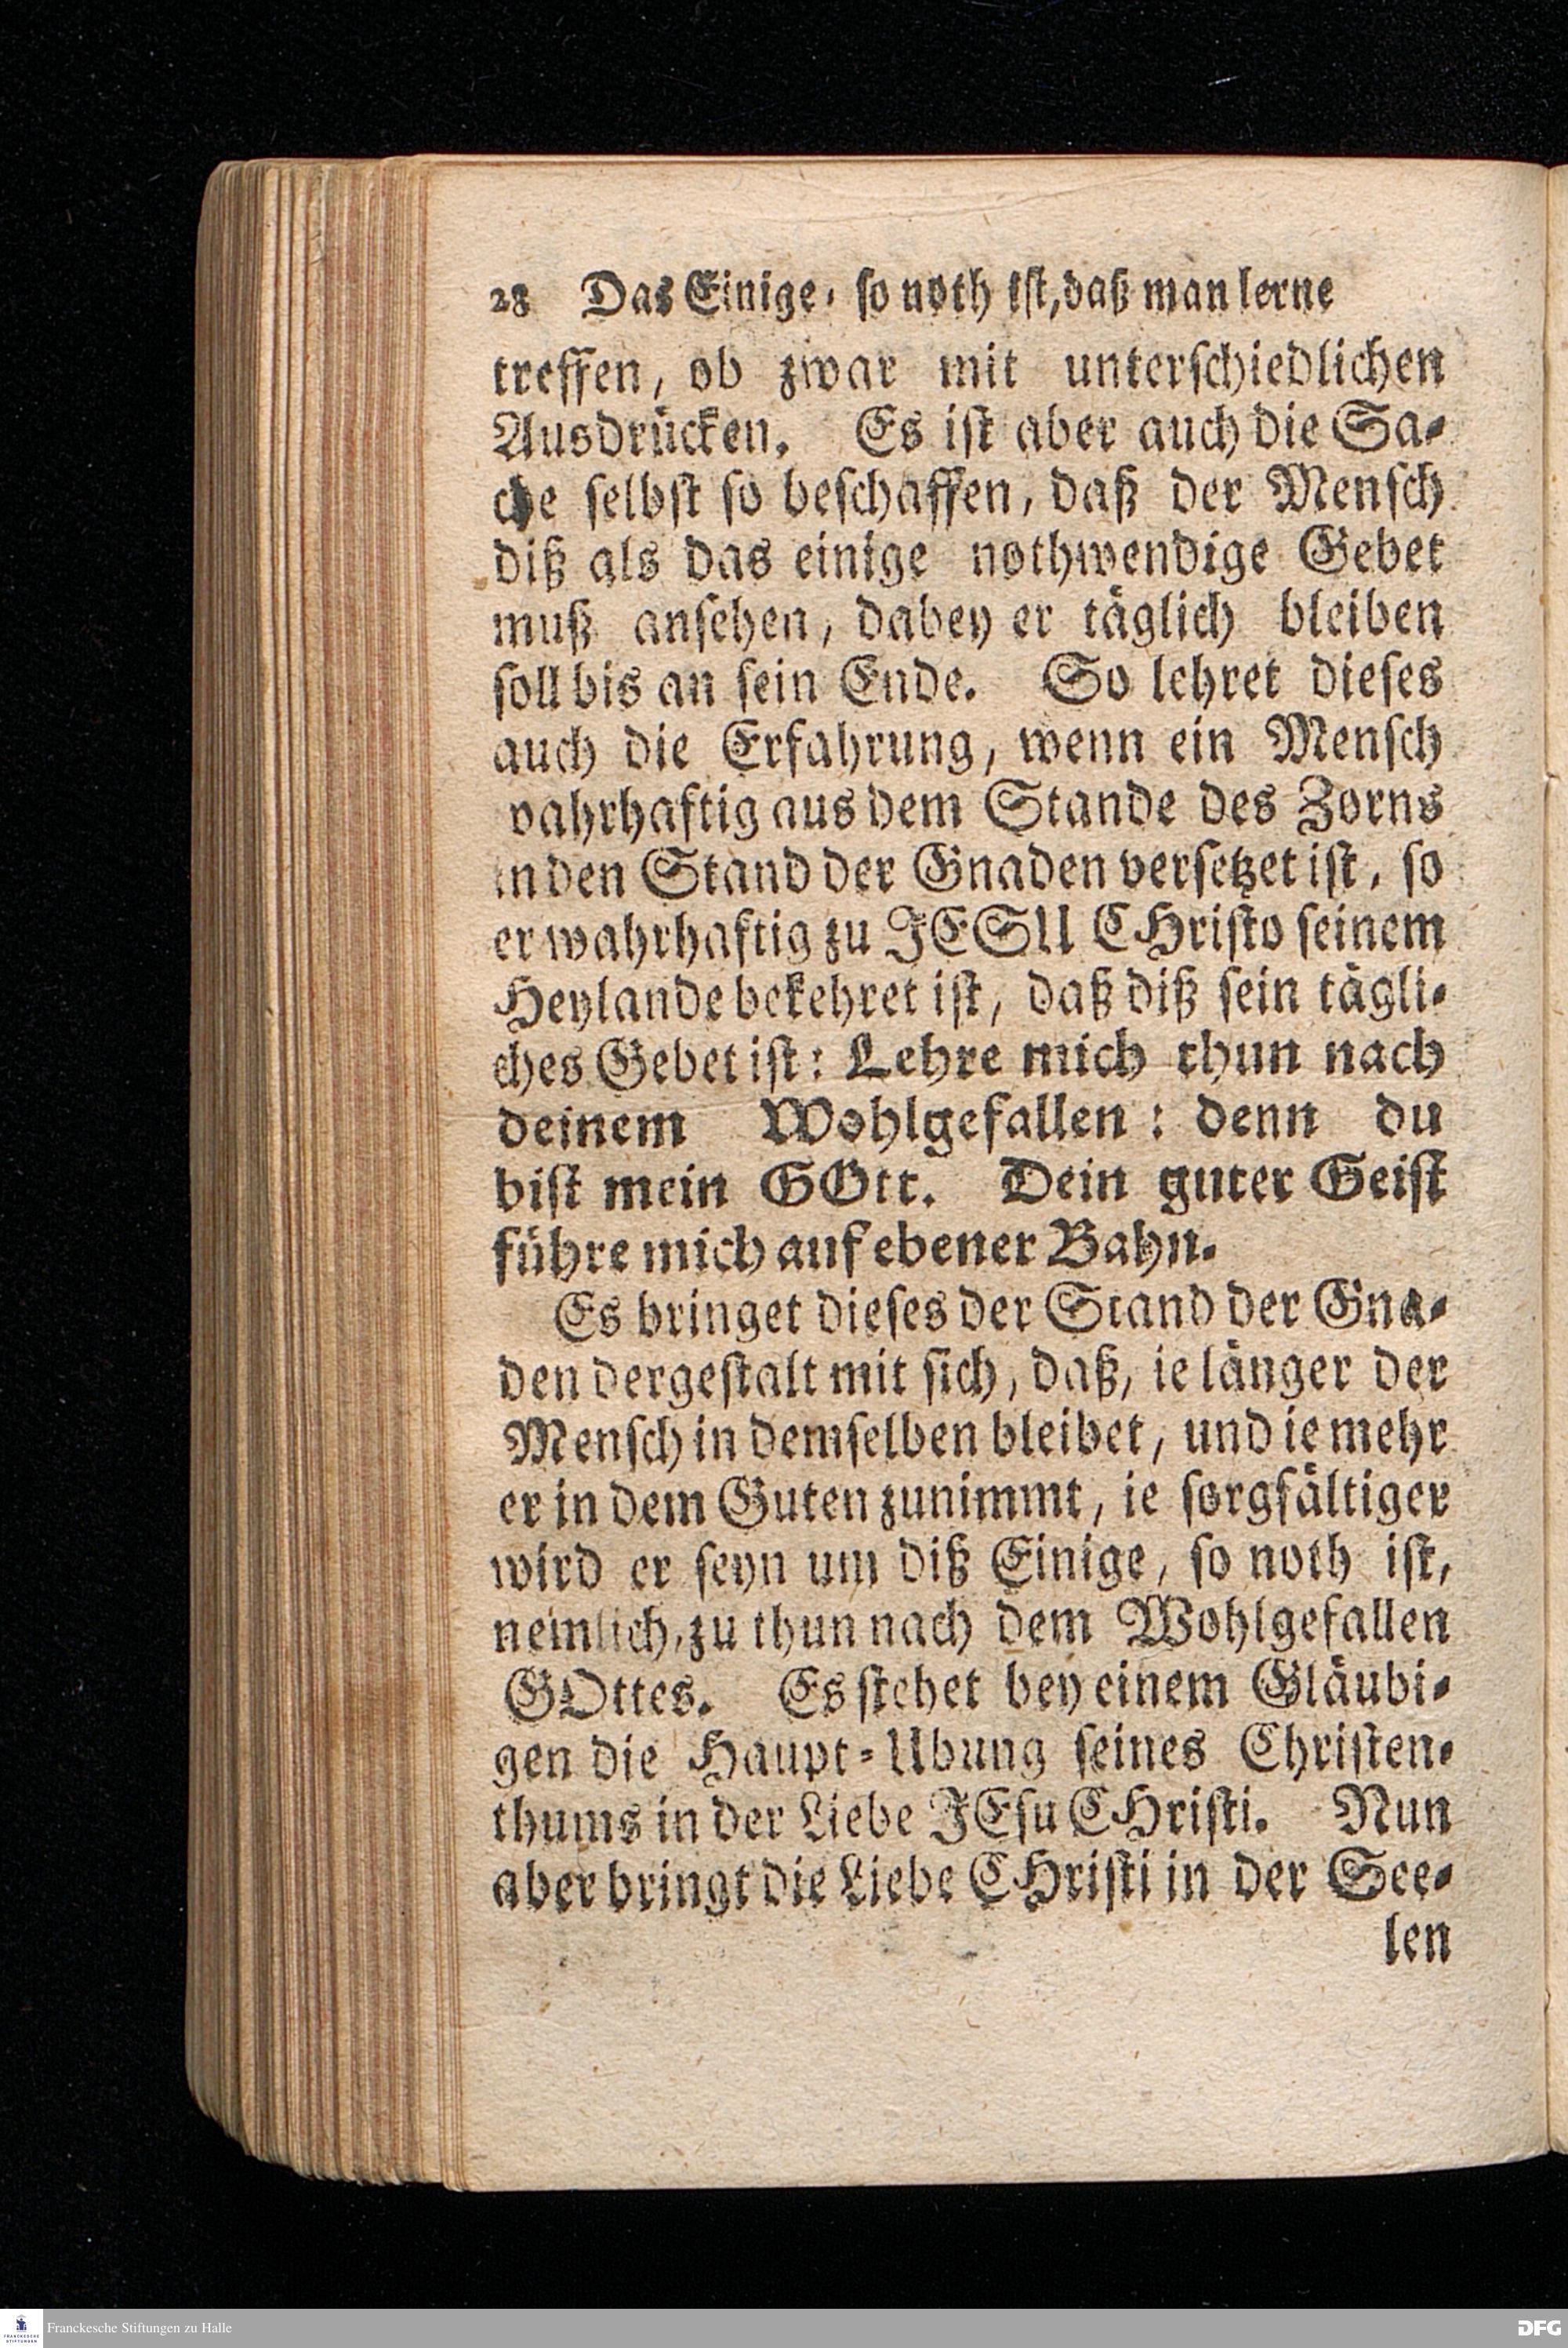 28 Das Einige, ſo noth iſt, daß man lerne
treffen, ob zwar mit unterſchiedlichen
Ausdrücken. Es iſt aber auch die Sa-
che ſelbſt ſo beſchaffen, daß der Menſch
diß als das einige nothwendige Gebet
muß anſehen, dabey er täglich bleiben
ſoll bis an ſein Ende. So lehret dieſes
auch die Erfahrung, wenn ein Menſch
wahrhaftig aus dem Stande des Zorns
in den Stand der Gnaden verſetzet iſt, ſo
er wahrhaftig zu JESU CHriſto ſeinem
Heylande bekehret iſt, daß diß ſein tägli-
ches Gebet iſt: Lehre mich thun nach
deinem Wohlgefallen: denn du
biſt mein GOtt. Dein guter Geiſt
führe mich auf ebener Bahn.
Es bringet dieſes der Stand der Gna-
den dergeſtalt mit ſich, daß, ie länger der
Menſch in demſelben bleibet, und ie mehr
er in dem Guten zunimmt, ie ſorgfältiger
wird er ſeyn um diß Einige, ſo noth iſt,
nemlich, zu thun nach dem Wohlgefallen
GOttes. Es ſtehet bey einem Gläubi-
gen die Haupt-Ubung ſeines Chriſten-
thums in der Liebe JEſu CHriſti. Nun
aber bringt die Liebe CHriſti in der See-
len
Franckesche Stiftungen zu Halle
DFG